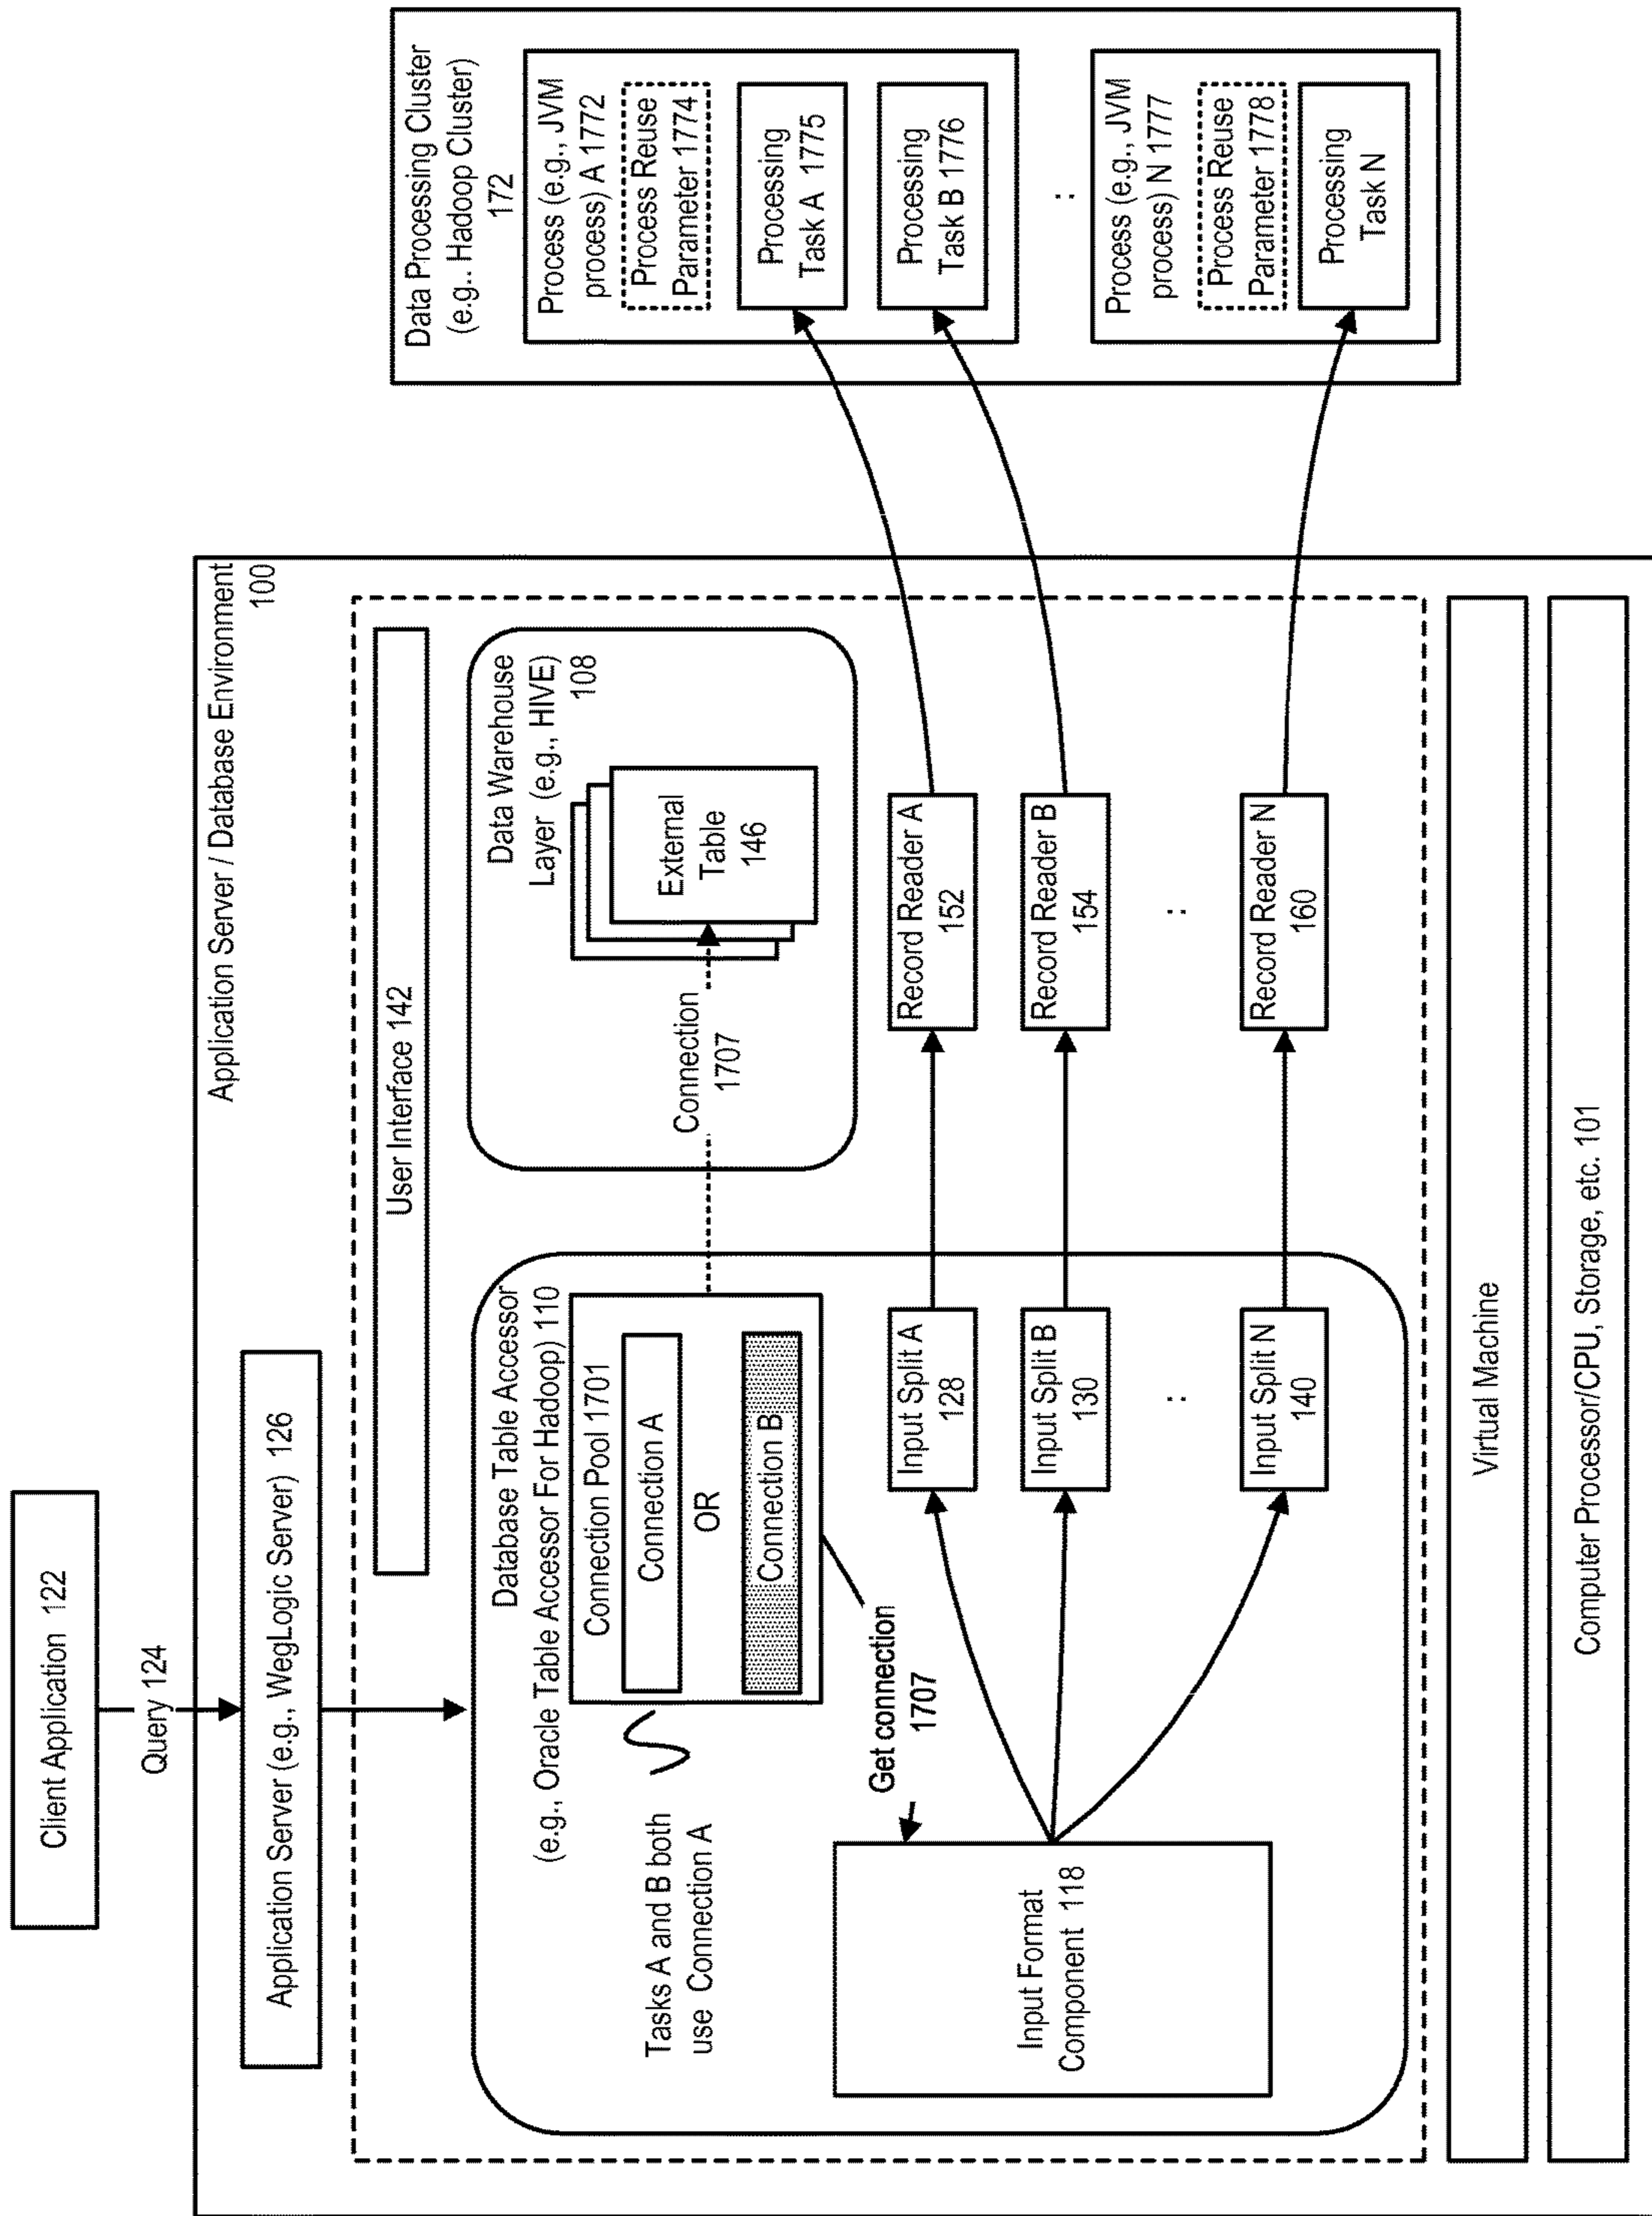 Client Application 122
Query 124
Application Server (e.g., WegLogic Server) 126
Application Server / Database Environment
100
User Interface 142
Database Table Accessor
(e.g., Oracle Table Accessor For Hadoop) 110
Connection Pool 1701
Connection A
OR
Connection B
Tasks A and B both
use Connection A
Get connection
1707
Input Format
Component 118
Input Split A
128
Input Split B
130
:
Input Split N
140
Data Warehouse
Layer (e.g., HIVE)
108
External
Table
146
Connection
1707
Record Reader A
152
Record Reader B
154
:
Record Reader N
160
Virtual Machine
Computer Processor/CPU, Storage, etc. 101
Data Processing Cluster
(e.g.. Hadoop Cluster)
172
Process (e.g., JVM
process) A 1772
Process Reuse
Parameter 1774
Processing
Task A 1775
Processing
Task B 1776
:
Process (e.g., JVM
process) N 1777
Process Reuse
Parameter 1778
Processing
Task N